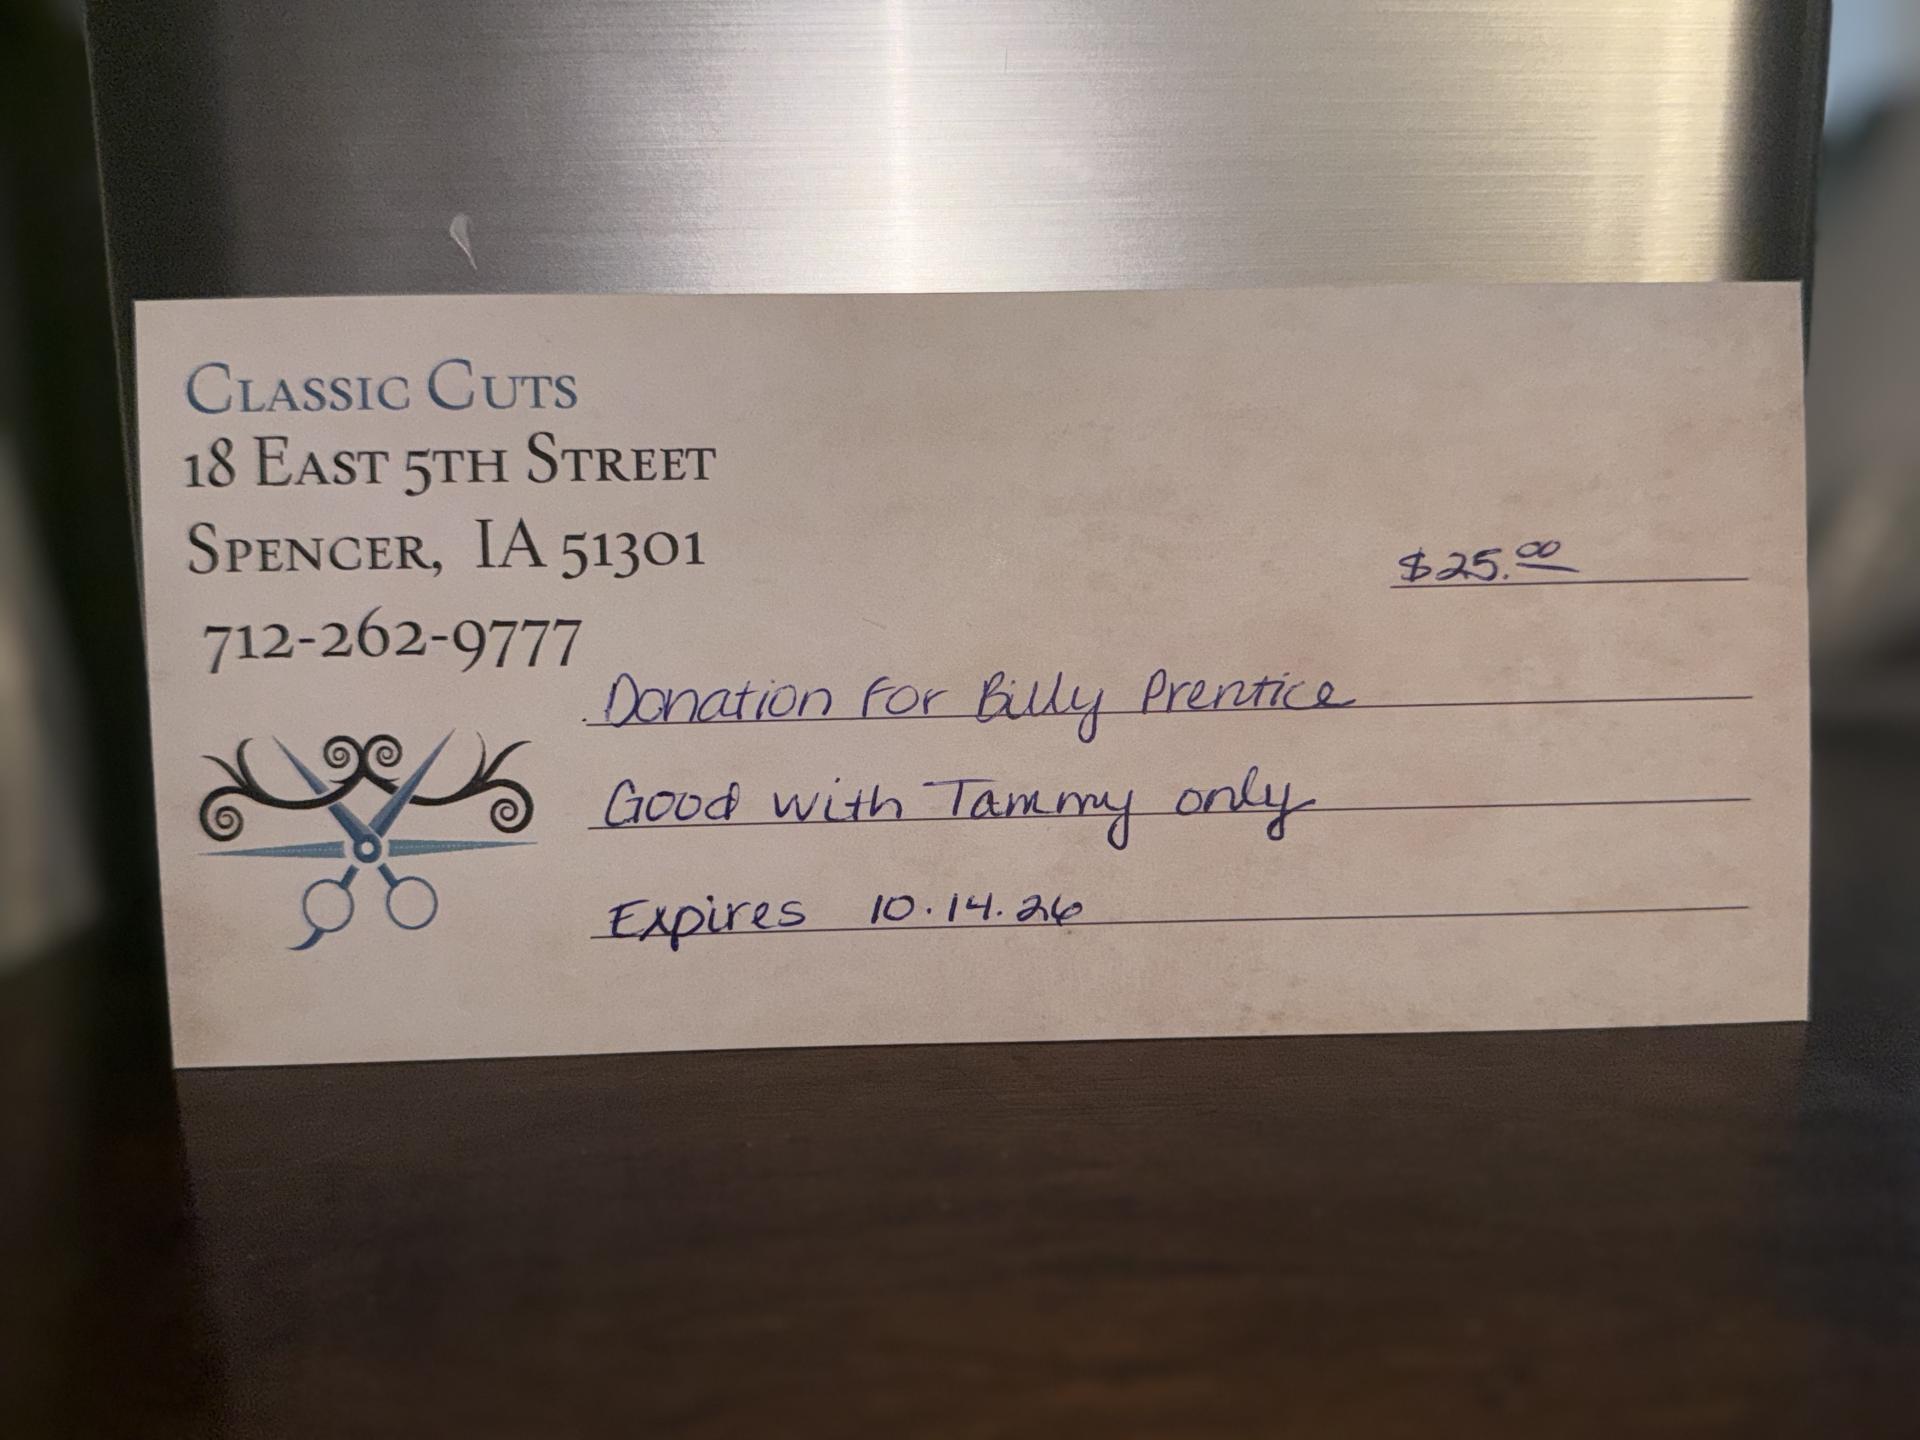 CLASSIC CUTS
18 EAST 5TH STREET
SPENCER, IA 51301
$25.00
712-262-9777
Donation For Billy Prentice
Good with Tammy only
Expires 10.14.26